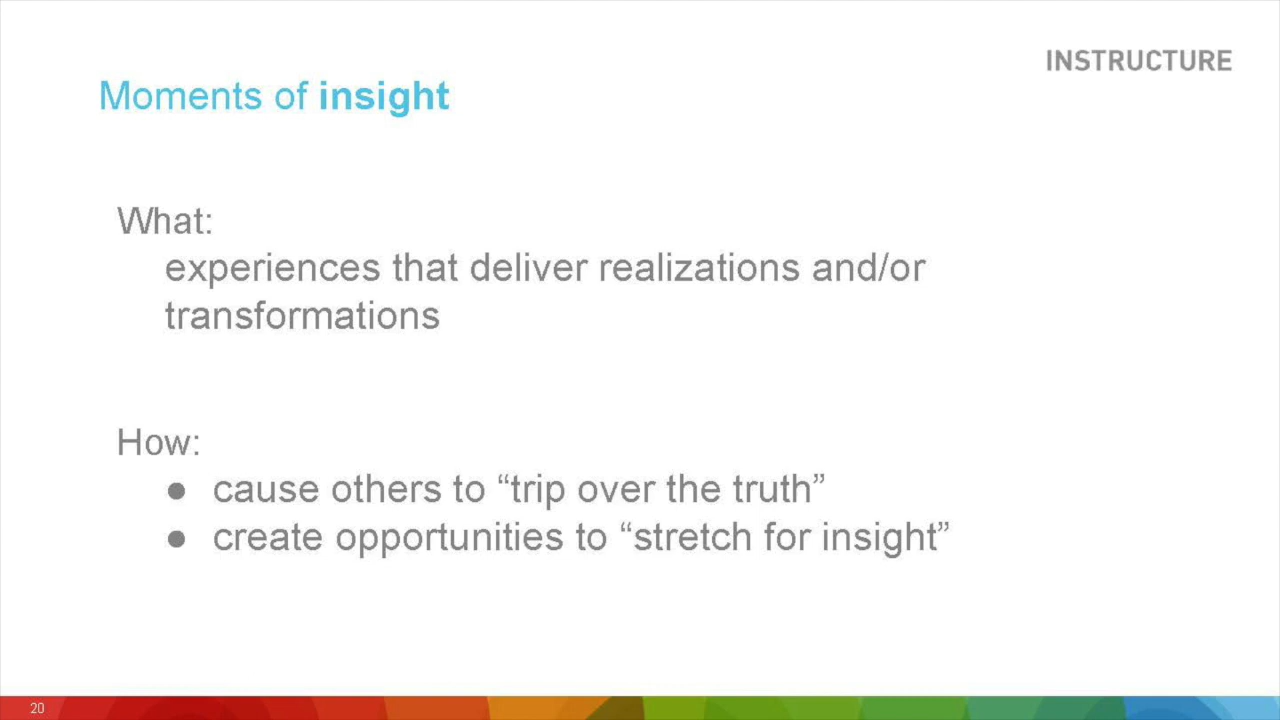 INSTRUCTURE
Moments of insight
What:
experiences that deliver realizations and/or
transformations
How:
● cause others to “trip over the truth”
● create opportunities to “stretch for insight”
20